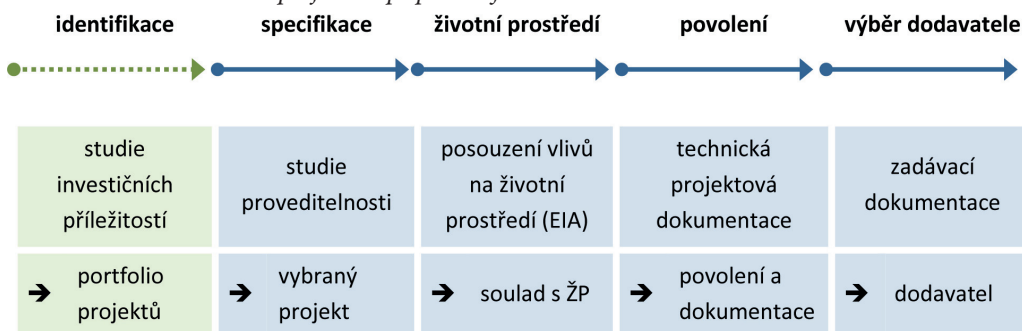 identifikace
specifikace
životní prostředí
povolení
výběr dodavatele
studie
investičních
příležitostí
studie
proveditelnosti
posouzení vlivů
na životní
prostředí (EIA)
technická
projektová
dokumentace
zadávací
dokumentace
➔ portfolio
projektů
➔ vybraný
projekt
➔ soulad s ŽP
➔ povolení a
dokumentace
➔ dodavatel